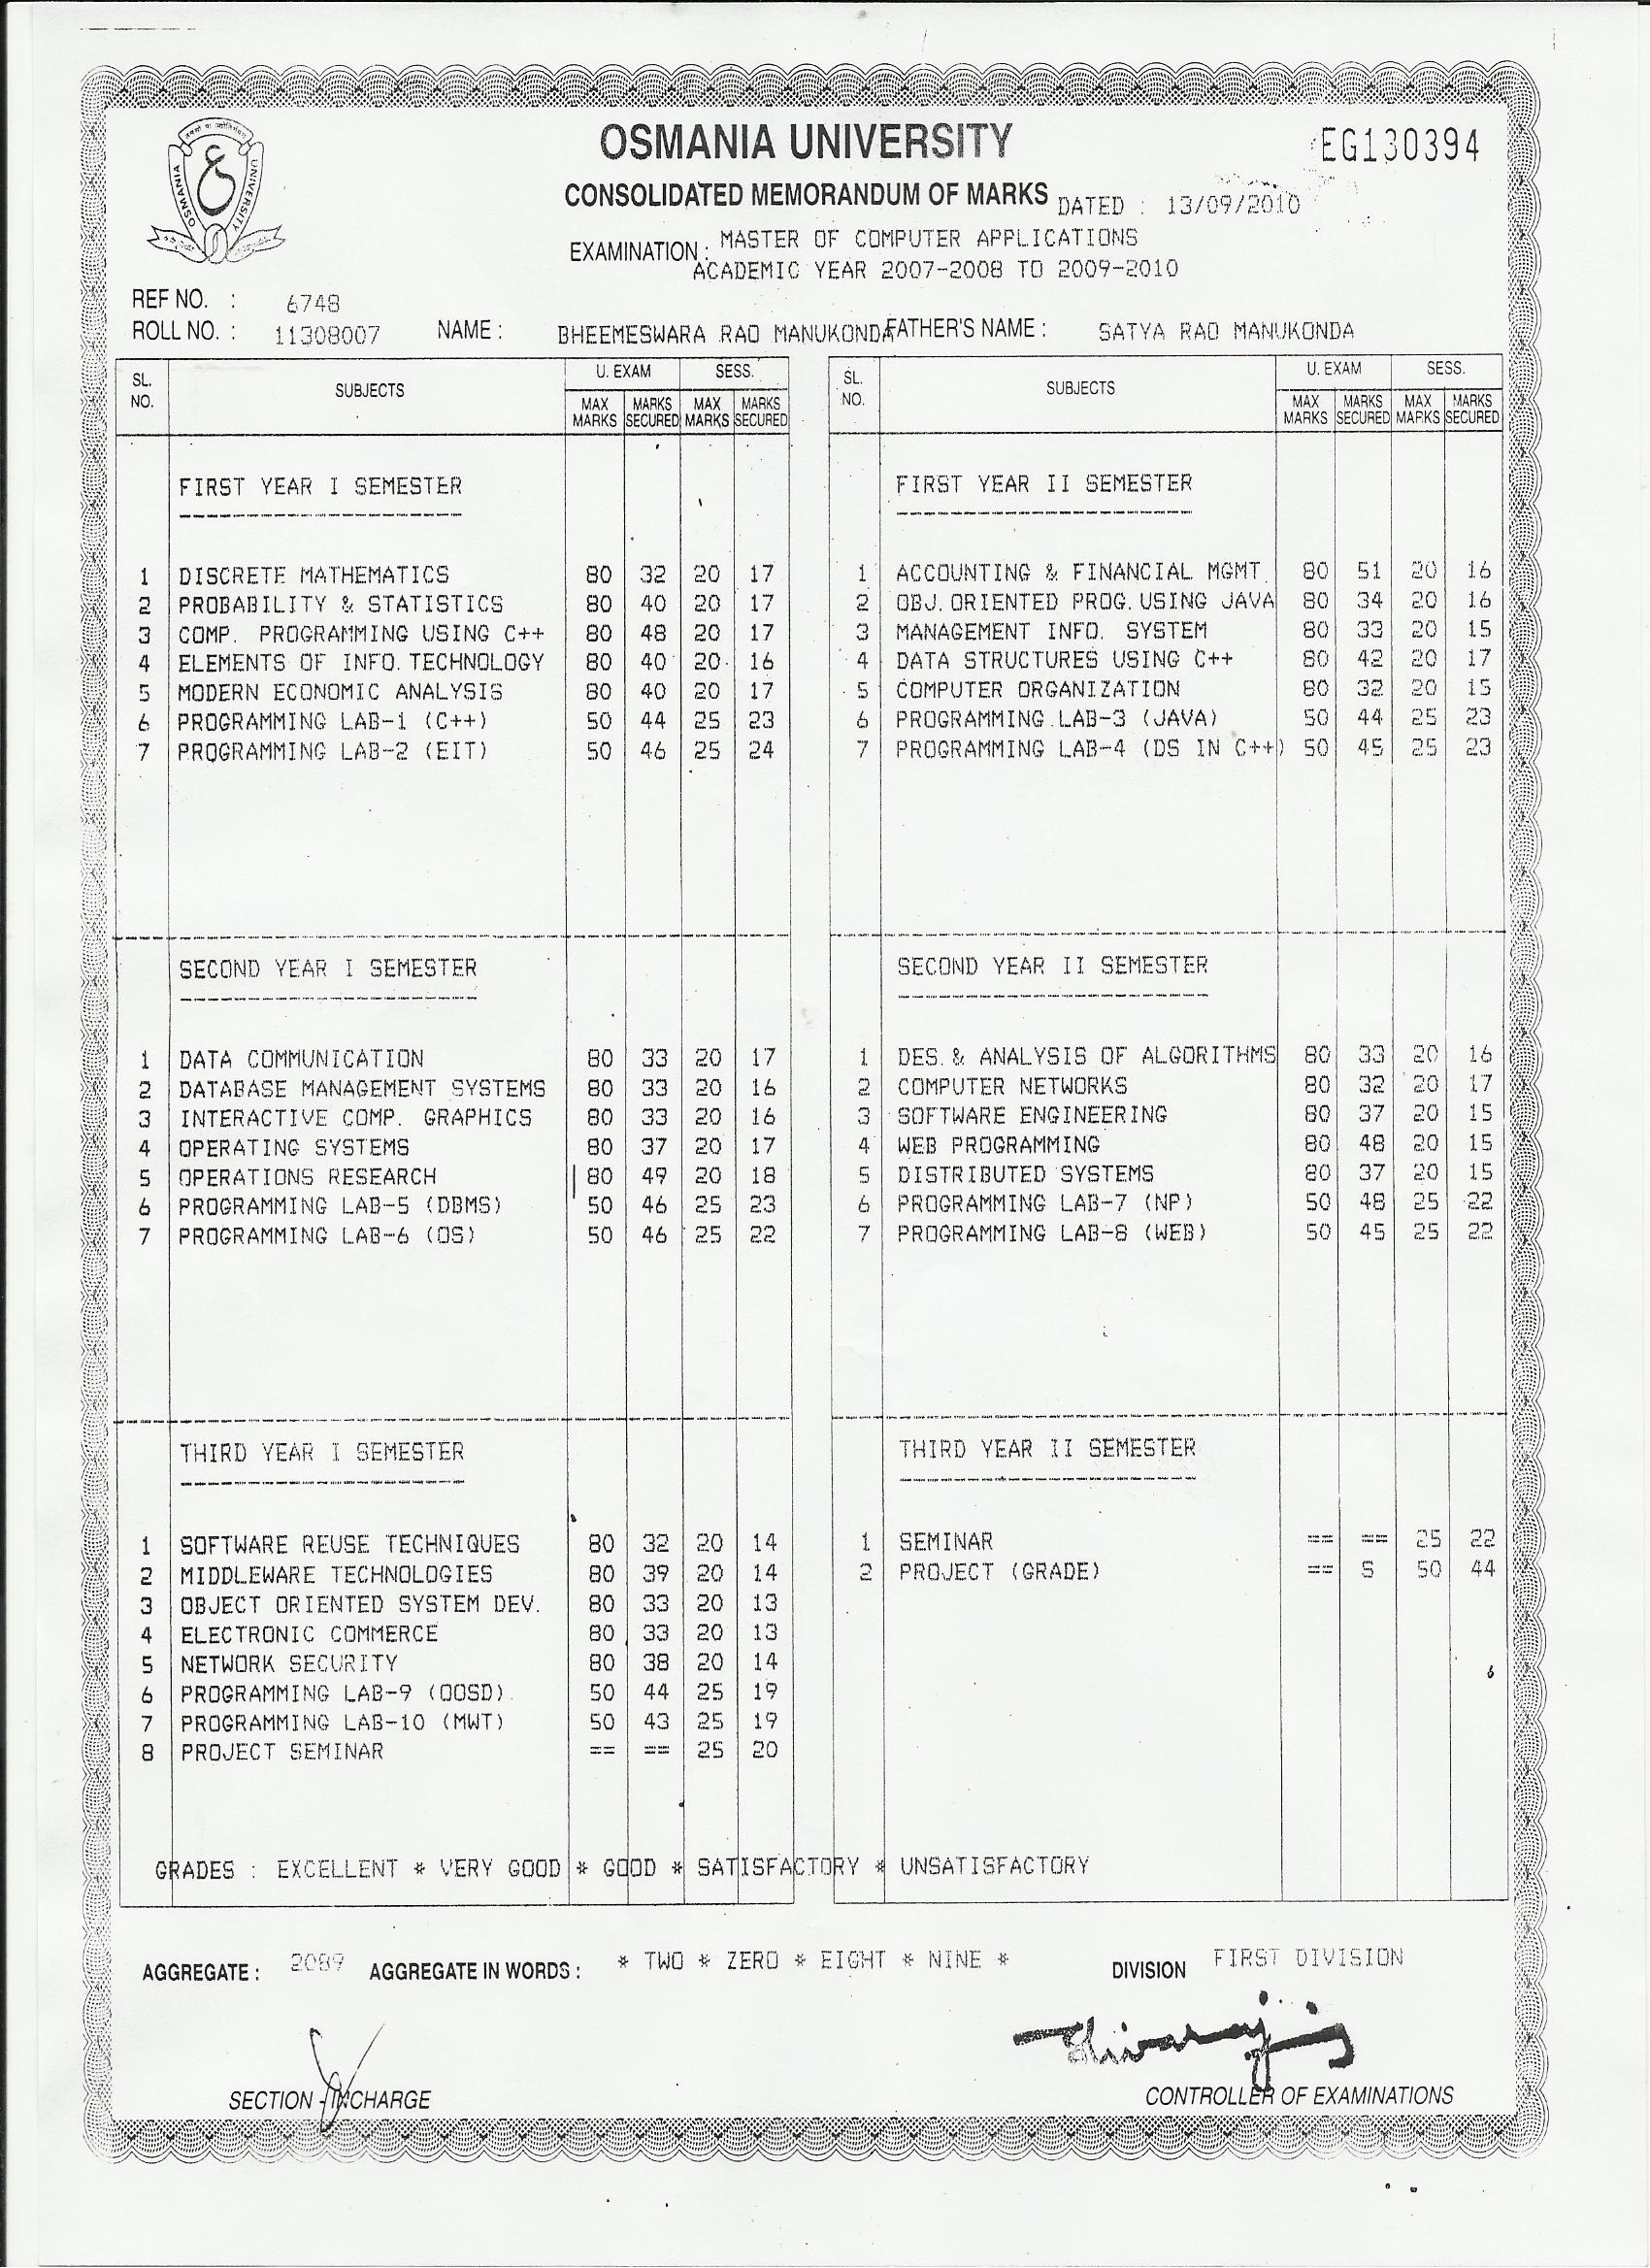 OSMANIA UNIVERSITY
EG130394
CONSOLIDATED MEMORANDUM OF MARKS
DATED : 13/09/2010
EXAMINATION : MASTER OF COMPUTER APPLICATIONS
ACADEMIC YEAR 2007-2008 TO 2009-2010
OSMANIA UNIVERSITY
REF NO. : 6748
ROLL NO. : 11308007 NAME : BHEEMESWARA RAO MANUKONDA FATHER'S NAME : SATYA RAO MANUKONDA
SL. NO. SUBJECTS U. EXAM SESS.
MAX MARKS MARKS SECURED MAX MARKS MARKS SECURED
FIRST YEAR I SEMESTER
1 DISCRETE MATHEMATICS 80 32 20 17
2 PROBABILITY & STATISTICS 80 40 20 17
3 COMP. PROGRAMMING USING C++ 80 48 20 17
4 ELEMENTS OF INFO.TECHNOLOGY 80 40 20 16
5 MODERN ECONOMIC ANALYSIS 80 40 20 17
6 PROGRAMMING LAB-1 (C++) 50 44 25 23
7 PROGRAMMING LAB-2 (EIT) 50 46 25 24
SECOND YEAR I SEMESTER
1 DATA COMMUNICATION 80 33 20 17
2 DATABASE MANAGEMENT SYSTEMS 80 33 20 16
3 INTERACTIVE COMP. GRAPHICS 80 33 20 16
4 OPERATING SYSTEMS 80 37 20 17
5 OPERATIONS RESEARCH 80 49 20 18
6 PROGRAMMING LAB-5 (DBMS) 50 46 25 23
7 PROGRAMMING LAB-6 (OS) 50 46 25 22
THIRD YEAR I SEMESTER
1 SOFTWARE REUSE TECHNIQUES 80 32 20 14
2 MIDDLEWARE TECHNOLOGIES 80 39 20 14
3 OBJECT ORIENTED SYSTEM DEV. 80 33 20 13
4 ELECTRONIC COMMERCE 80 33 20 13
5 NETWORK SECURITY 80 38 20 14
6 PROGRAMMING LAB-9 (OOSD) 50 44 25 19
7 PROGRAMMING LAB-10 (MWT) 50 43 25 19
8 PROJECT SEMINAR == == 25 20
SL. NO. SUBJECTS U. EXAM SESS.
MAX MARKS MARKS SECURED MAX MARKS MARKS SECURED
FIRST YEAR II SEMESTER
1 ACCOUNTING & FINANCIAL MGMT. 80 51 20 16
2 OBJ.ORIENTED PROG.USING JAVA 80 34 20 16
3 MANAGEMENT INFO. SYSTEM 80 33 20 15
4 DATA STRUCTURES USING C++ 80 42 20 17
5 COMPUTER ORGANIZATION 80 32 20 15
6 PROGRAMMING LAB-3 (JAVA) 50 44 25 23
7 PROGRAMMING LAB-4 (DS IN C++) 50 45 25 23
SECOND YEAR II SEMESTER
1 DES.& ANALYSIS OF ALGORITHMS 80 33 20 16
2 COMPUTER NETWORKS 80 32 20 17
3 SOFTWARE ENGINEERING 80 37 20 15
4 WEB PROGRAMMING 80 48 20 15
5 DISTRIBUTED SYSTEMS 80 37 20 15
6 PROGRAMMING LAB-7 (NP) 50 48 25 22
7 PROGRAMMING LAB-8 (WEB) 50 45 25 22
THIRD YEAR II SEMESTER
1 SEMINAR == == 25 22
2 PROJECT (GRADE) == S 50 44
GRADES : EXCELLENT * VERY GOOD * GOOD * SATISFACTORY * UNSATISFACTORY
AGGREGATE : 2089 AGGREGATE IN WORDS : * TWO * ZERO * EIGHT * NINE * DIVISION FIRST DIVISION
SECTION INCHARGE
CONTROLLER OF EXAMINATIONS